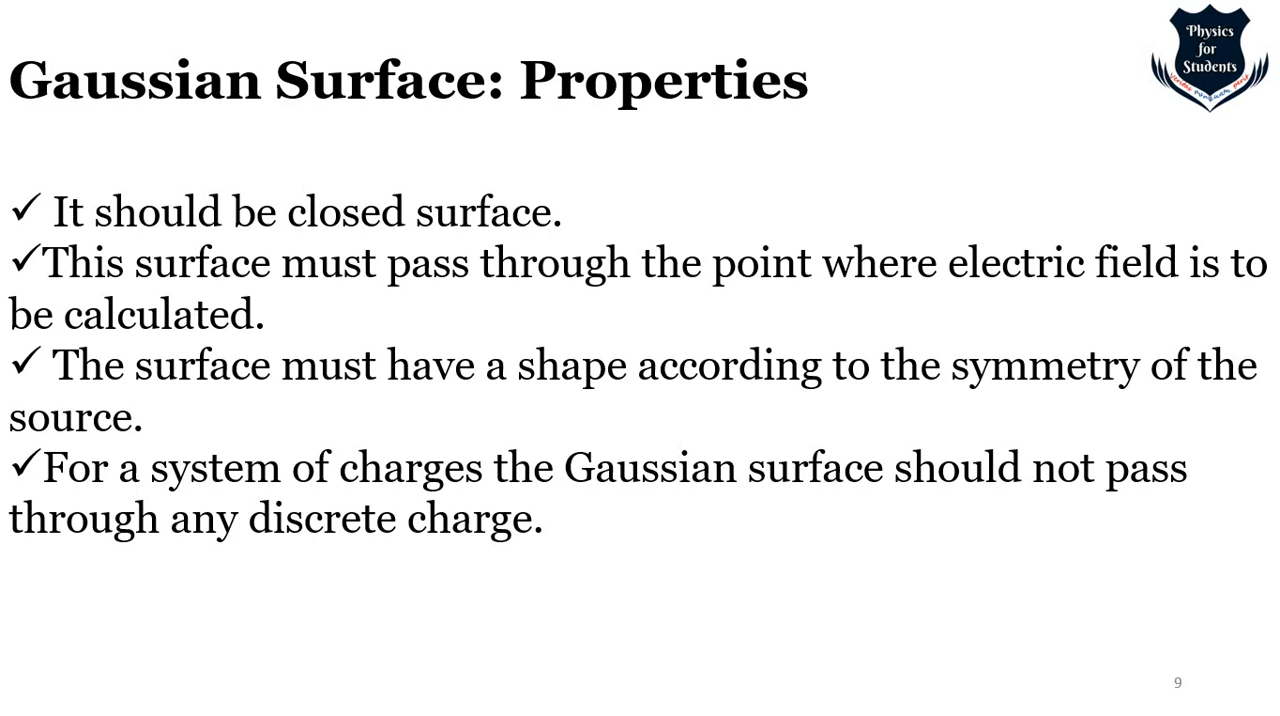 Physics
for
Students
Gaussian Surface: Properties
✓ It should be closed surface.
✓This surface must pass through the point where electric field is to
be calculated.
✓ The surface must have a shape according to the symmetry of the
source.
✓For a system of charges the Gaussian surface should not pass
through any discrete charge.
9